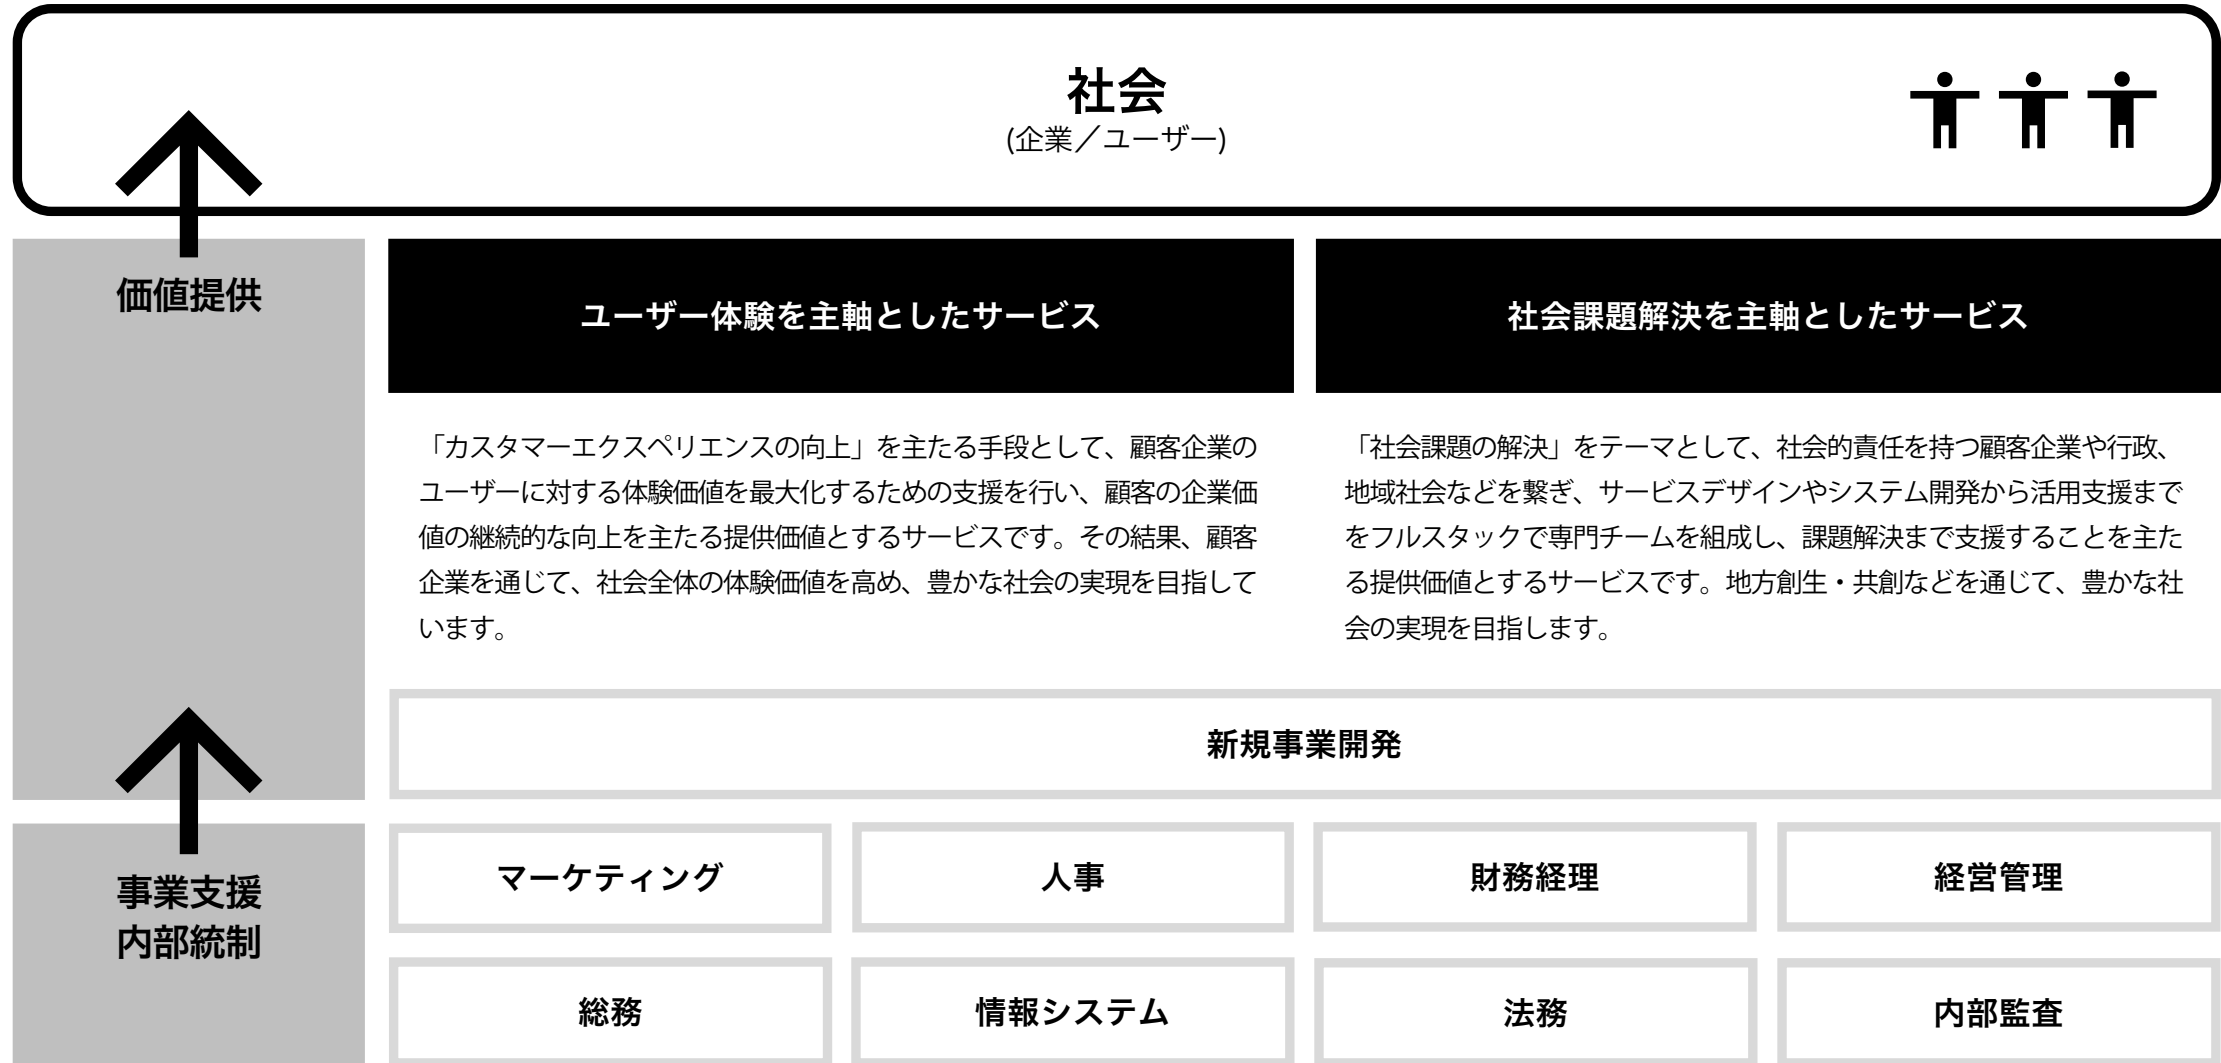 社会
(企業／ユーザー)
価値提供
ユーザー体験を主軸としたサービス
社会課題解決を主軸としたサービス
「カスタマーエクスペリエンスの向上」を主たる手段として、顧客企業の
ユーザーに対する体験価値を最大化するための支援を行い、顧客の企業価
値の継続的な向上を主たる提供価値とするサービスです。その結果、顧客
企業を通じて、社会全体の体験価値を高め、豊かな社会の実現を目指して
います。
「社会課題の解決」をテーマとして、社会的責任を持つ顧客企業や行政、
地域社会などを繋ぎ、サービスデザインやシステム開発から活用支援まで
をフルスタックで専門チームを組成し、課題解決まで支援することを主た
る提供価値とするサービスです。地方創生・共創などを通じて、豊かな社
会の実現を目指します。
新規事業開発
事業支援
内部統制
マーケティング
人事
財務経理
経営管理
総務
情報システム
法務
内部監査